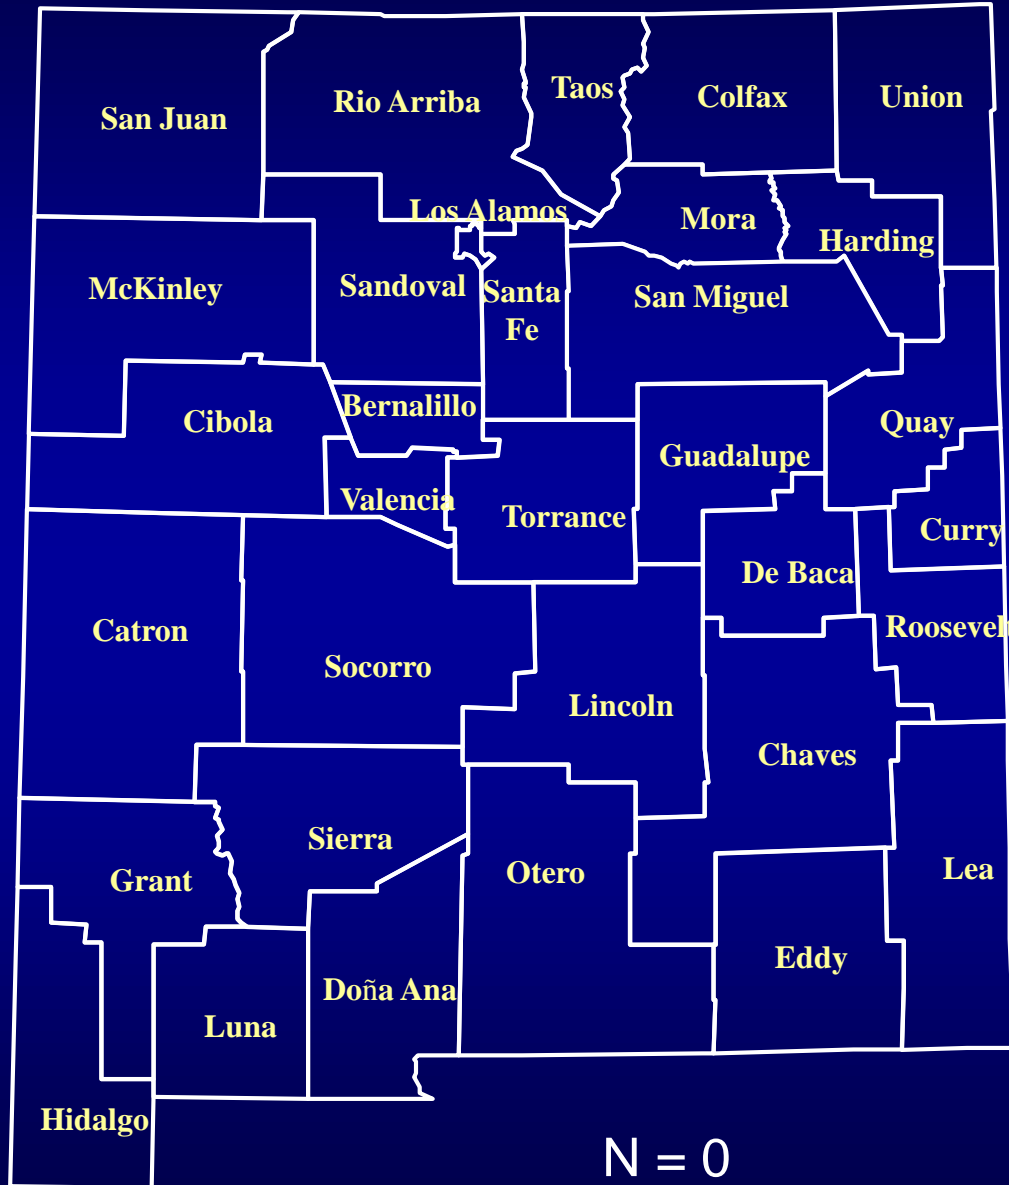 Taos
Colfax
Union
Rio Arriba
San Juan
Los Alamos
Mora
Harding
McKinley
Sandoval
Santa
Fe
San Miguel
Bernalillo
Cibola
Quay
Guadalupe
Valencia
Torrance
Curry
De Baca
Catron
Roosevelt
Socorro
Lincoln
Chaves
Sierra
Grant
Otero
Lea
Eddy
Doña Ana
Luna
Hidalgo
N = 0